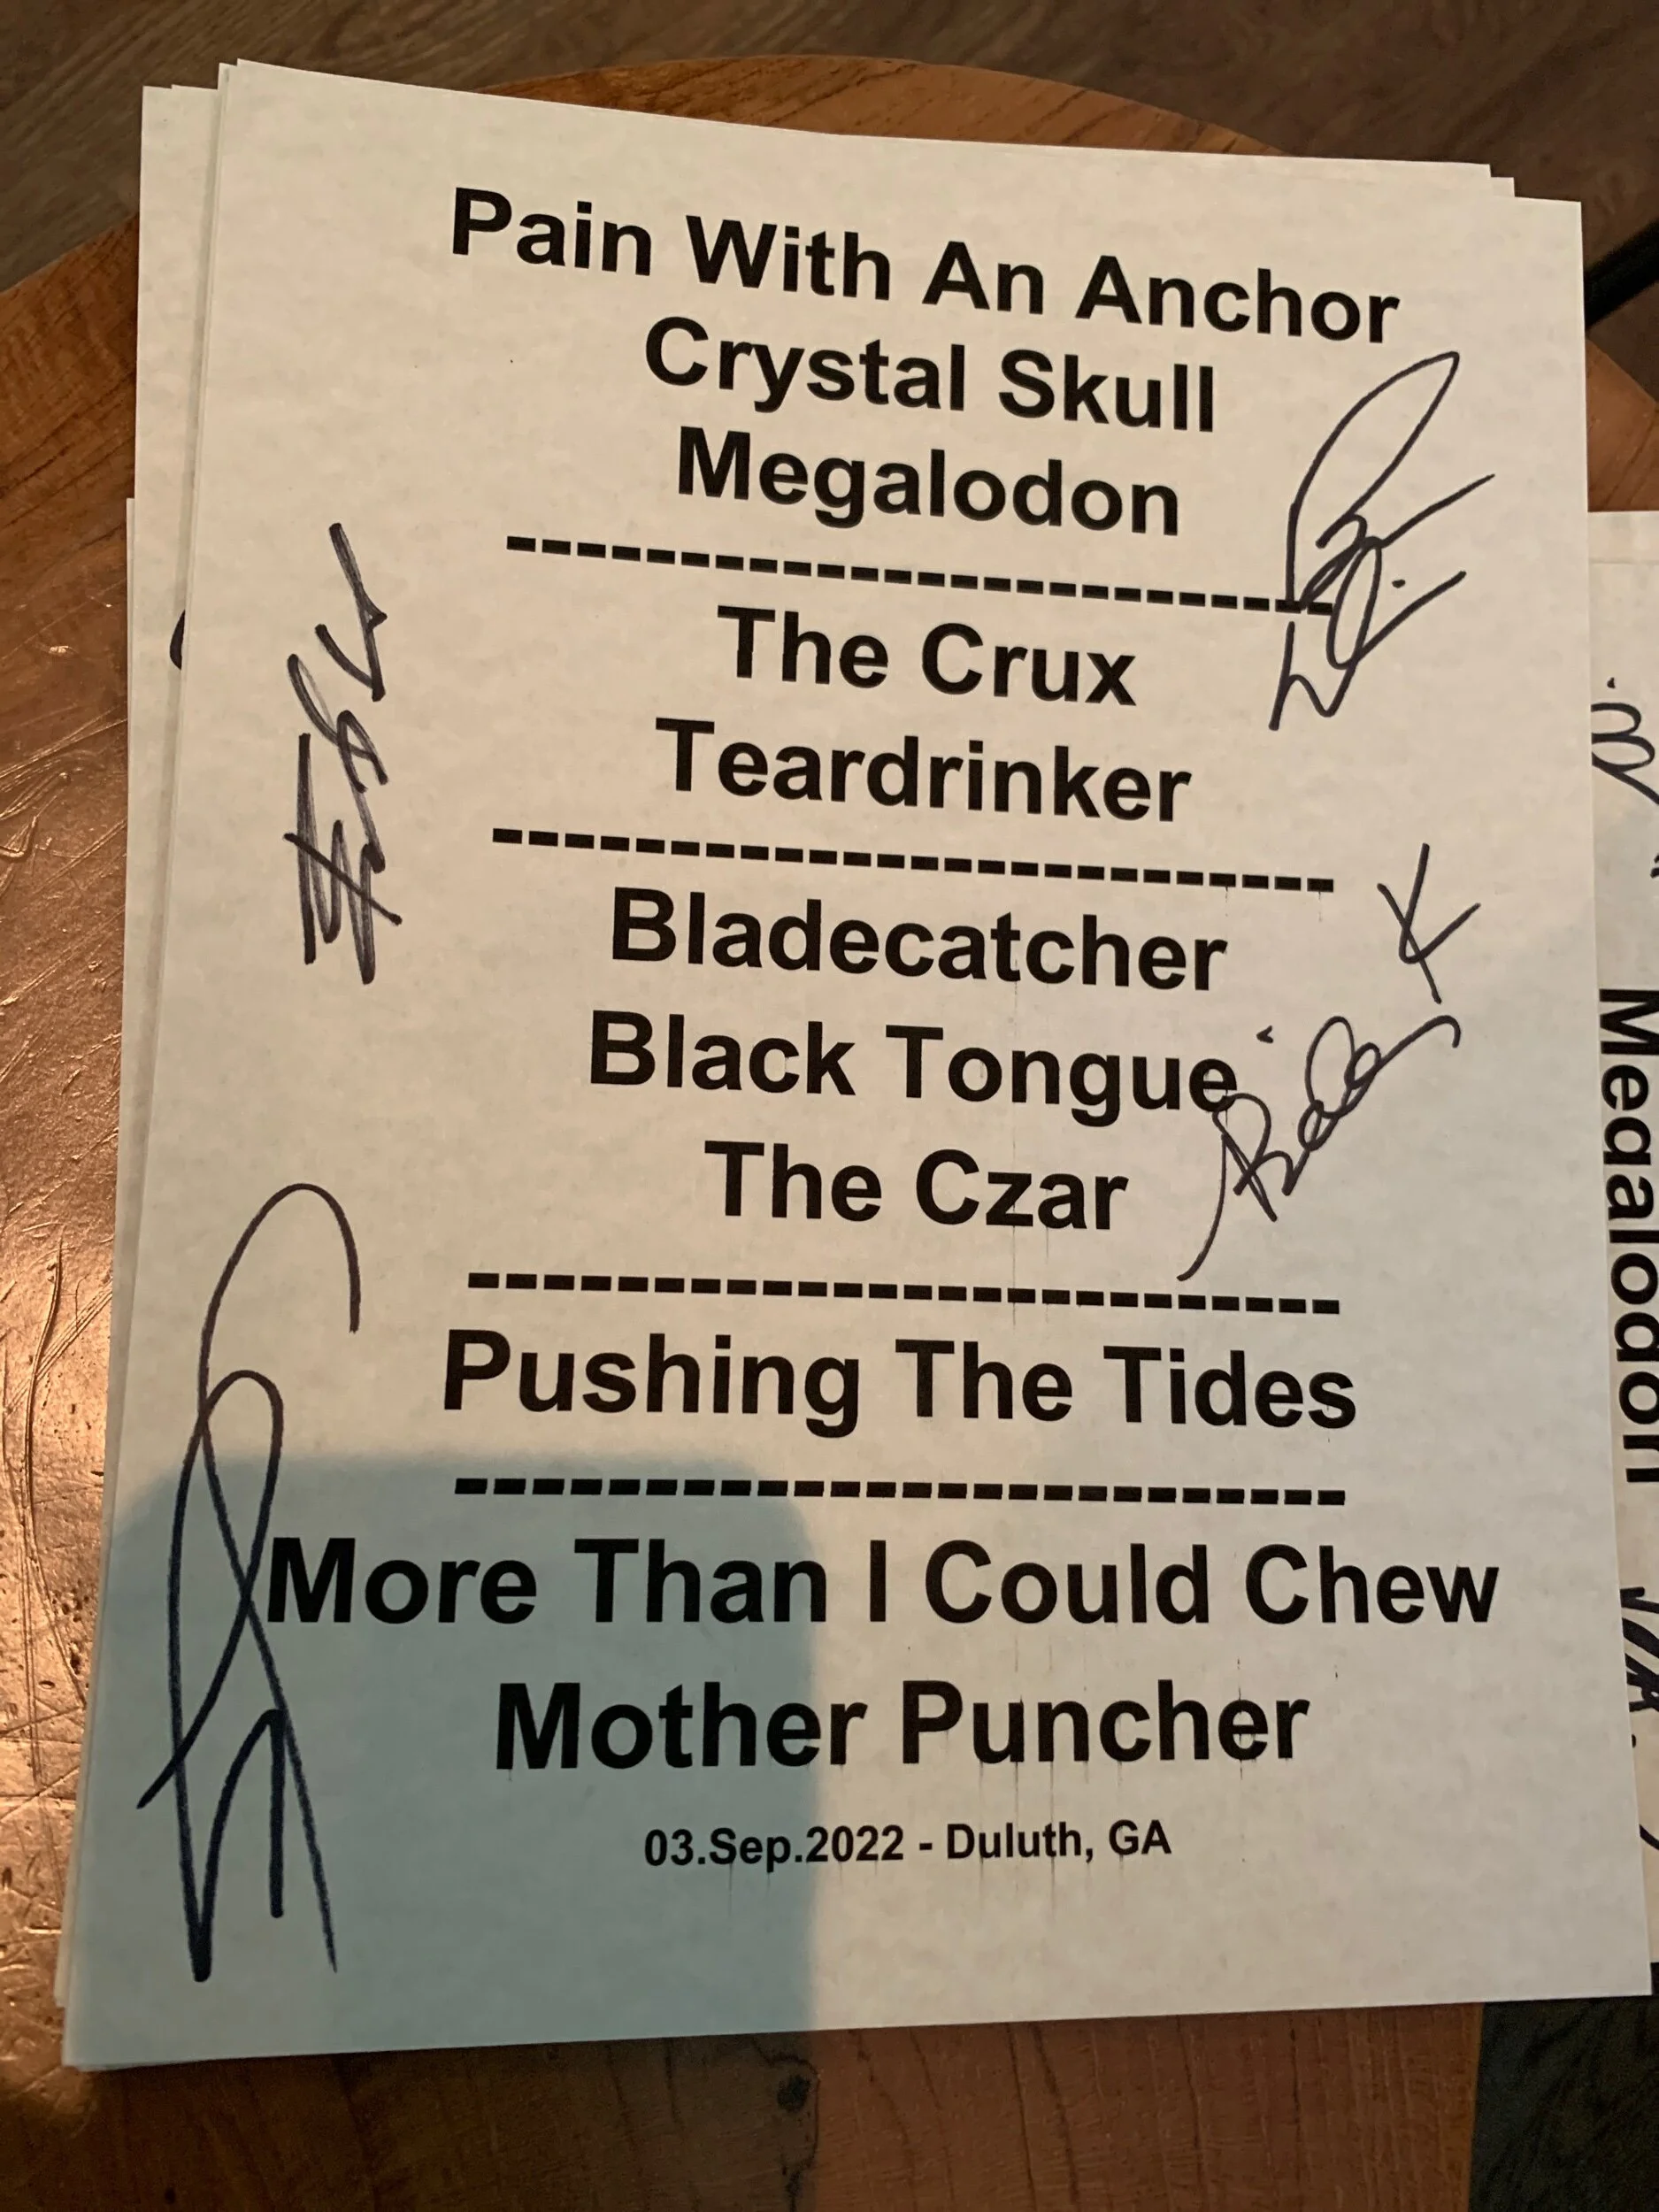 Pain With An Anchor
Crystal Skull
Megalodon
------------------------
The Crux
Teardrinker
------------------------
Bladecatcher
Black Tongue
The Czar
------------------------
Pushing The Tides
------------------------
More Than I Could Chew
Mother Puncher
03.Sep.2022 - Duluth, GA
Megalodon